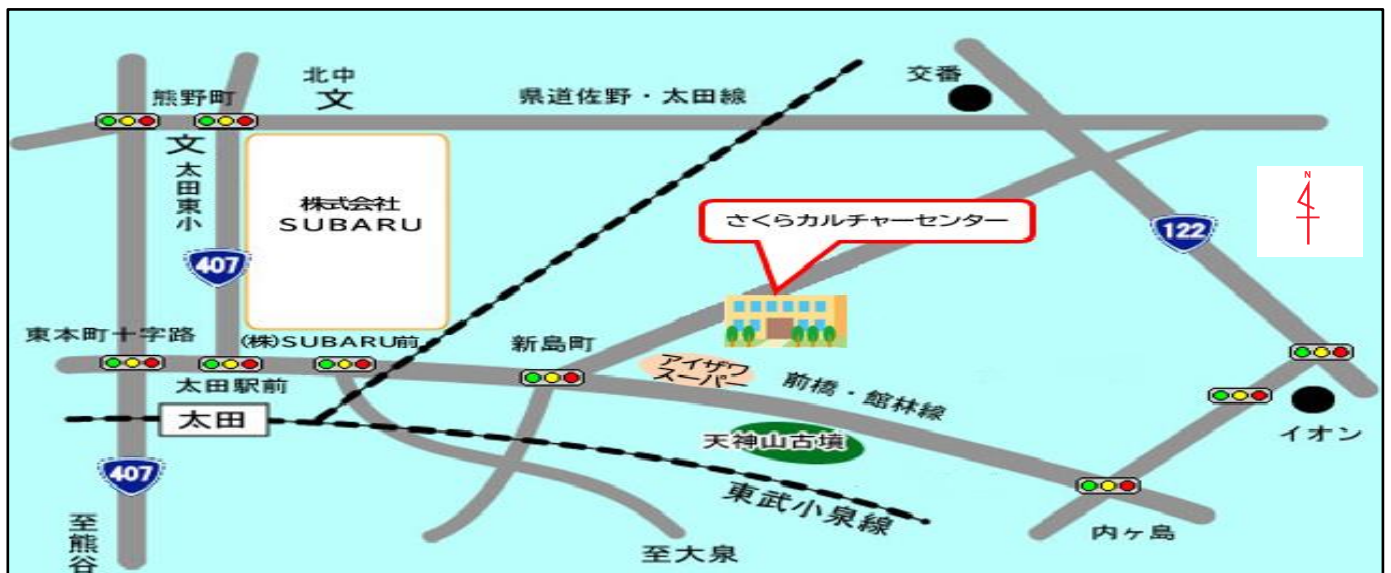 北中
文
熊野町
県道佐野・太田線
交番
文
太田東小
株式会社
SUBARU
N
さくらカルチャーセンター
122
407
東本町十字路
(株)SUBARU前
新島町
アイザワ
スーパー
前橋・館林線
太田駅前
太田
天神山古墳
イオン
407
東武小泉線
内ヶ島
至大泉
至熊谷